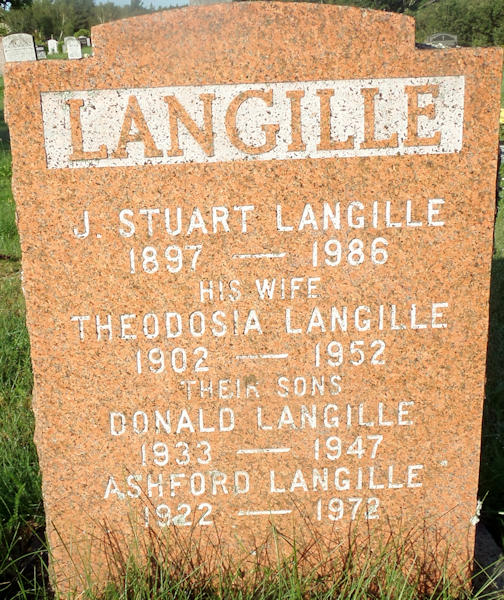 LANGILLE
J. STUART LANGILLE
1897 — 1986
HIS WIFE
THEODOSIA LANGILLE
1902 — 1952
THEIR SONS
DONALD LANGILLE
1933 — 1947
ASHFORD LANGILLE
1922 — 1972